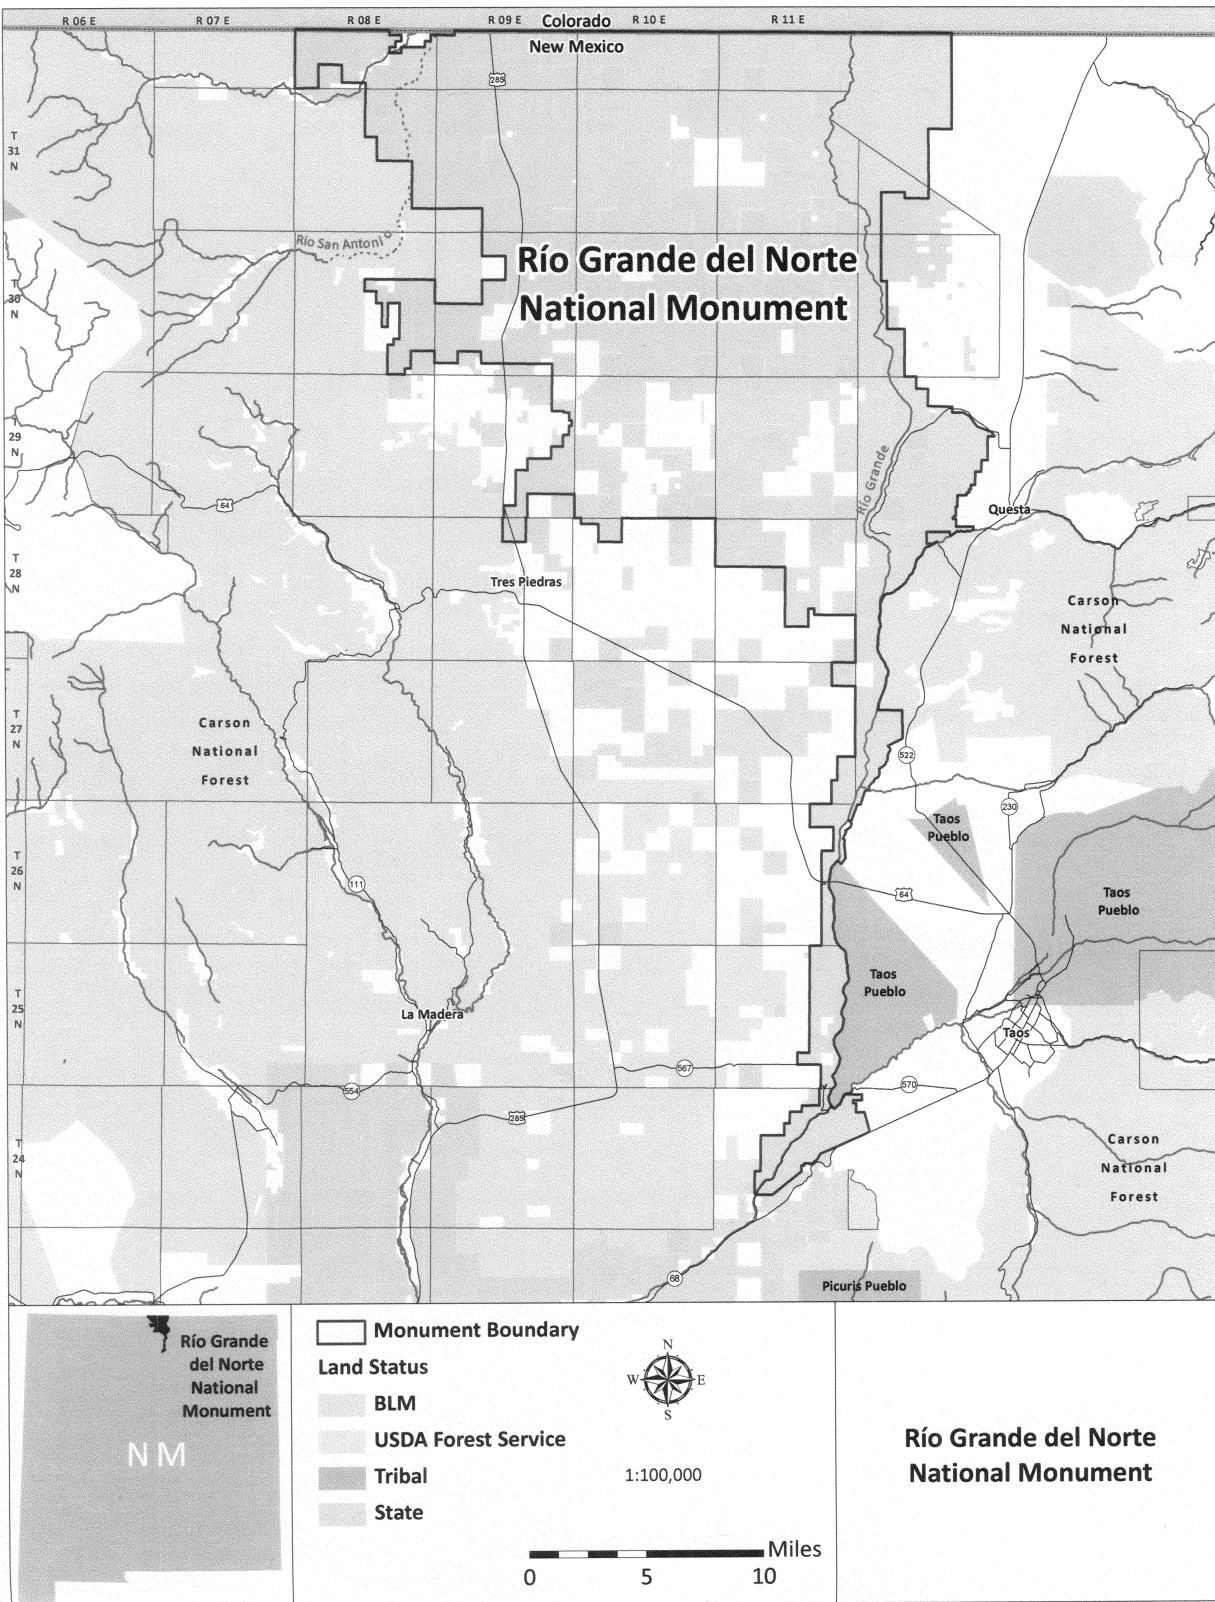 R 06 E
R 07 E
R 08 E
R 09 E
Colorado
R 10 E
R 11 E
New Mexico
285
T
31
N
Río San Antonio
Río Grande del Norte
National Monument
T
30
N
T
29
N
64
Río Grande
Questa
T
28
N
Tres Piedras
Carson
National
Forest
T
27
N
Carson
National
Forest
522
230
Taos
Pueblo
T
26
N
111
64
Taos
Pueblo
Taos
Pueblo
T
25
N
La Madera
Taos
567
554
570
285
T
24
N
Carson
National
Forest
68
Picuris Pueblo
Río Grande
del Norte
National
Monument
NM
Monument Boundary
Land Status
BLM
USDA Forest Service
Tribal
State
N
W E
S
1:100,000
Miles
0 5 10
Río Grande del Norte
National Monument